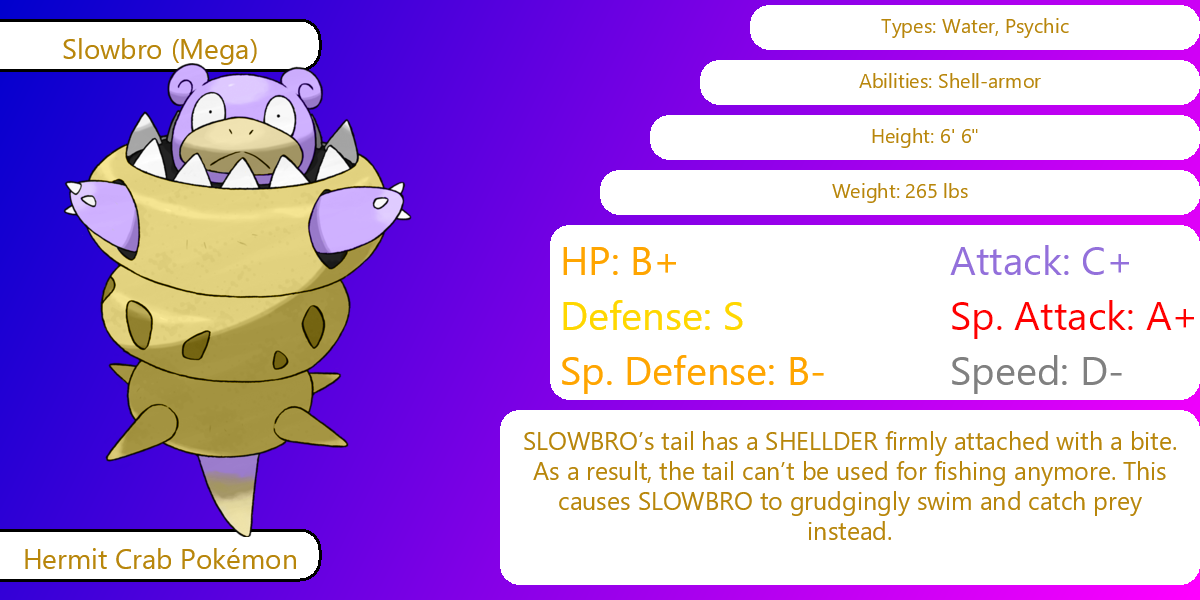 Slowbro (Mega)
Types: Water, Psychic
Abilities: Shell-armor
Height: 6' 6"
Weight: 265 lbs
HP: B+
Attack: C+
Defense: S
Sp. Attack: A+
Sp. Defense: B-
Speed: D-
SLOWBRO’s tail has a SHELLDER firmly attached with a bite.
As a result, the tail can’t be used for fishing anymore. This
causes SLOWBRO to grudgingly swim and catch prey
instead.
Hermit Crab Pokémon